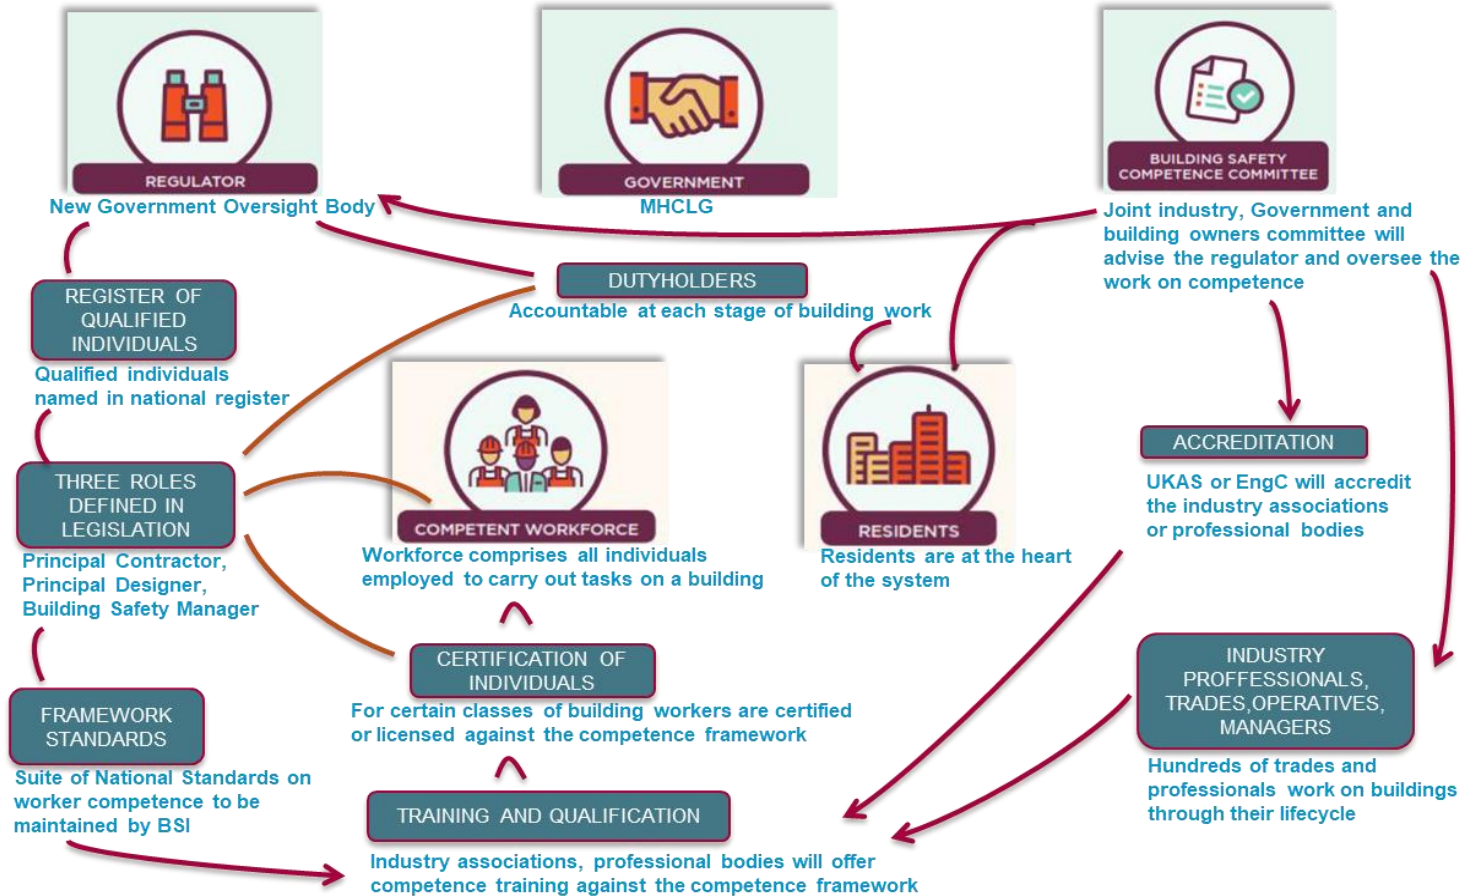 REGULATOR
New Government Oversight Body
GOVERNMENT
MHCLG
BUILDING SAFETY
COMPETENCE COMMITTEE
Joint industry, Government and
building owners committee will
advise the regulator and oversee the
work on competence
REGISTER OF
QUALIFIED
INDIVIDUALS
Qualified individuals
named in national register
DUTYHOLDERS
Accountable at each stage of building work
THREE ROLES
DEFINED IN
LEGISLATION
Principal Contractor,
Principal Designer,
Building Safety Manager
COMPETENT WORKFORCE
Workforce comprises all individuals
employed to carry out tasks on a building
RESIDENTS
Residents are at the heart
of the system
ACCREDITATION
UKAS or EngC will accredit
the industry associations
or professional bodies
CERTIFICATION OF
INDIVIDUALS
For certain classes of building workers are certified
or licensed against the competence framework
INDUSTRY
PROFFESSIONALS,
TRADES,OPERATIVES,
MANAGERS
Hundreds of trades and
professionals work on buildings
through their lifecycle
FRAMEWORK
STANDARDS
Suite of National Standards on
worker competence to be
maintained by BSI
TRAINING AND QUALIFICATION
Industry associations, professional bodies will offer
competence training against the competence framework